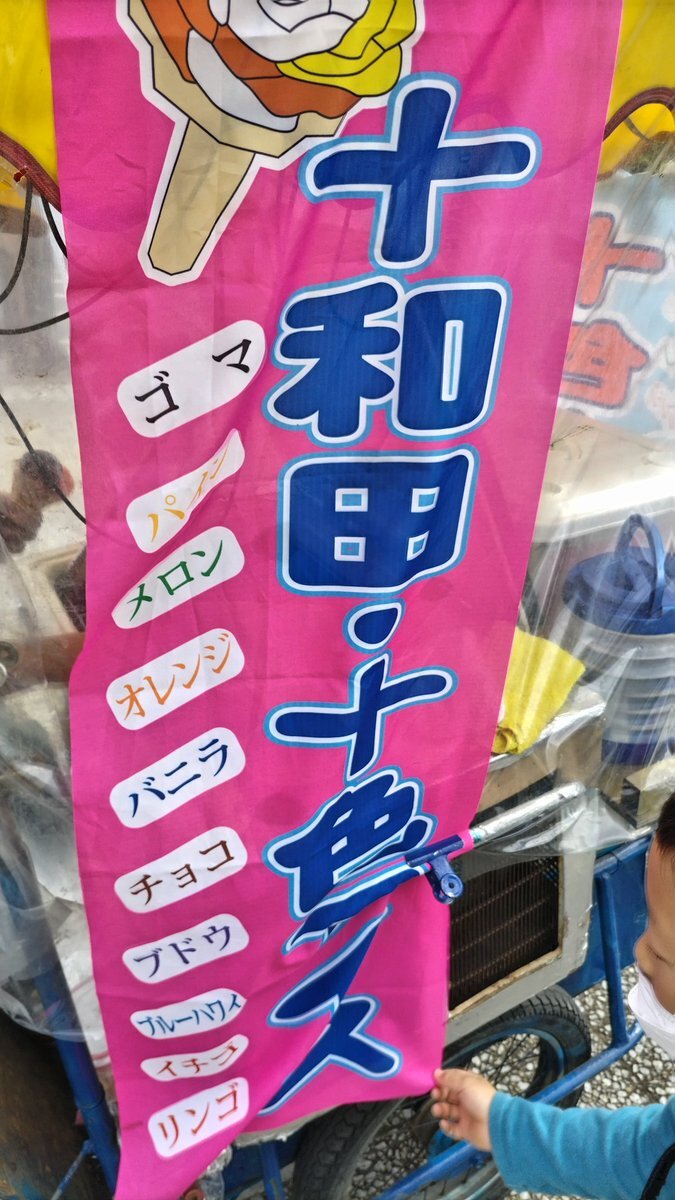 十和田・十色アイス
ゴマ
パイン
メロン
オレンジ
バニラ
チョコ
ブドウ
ブルーハワイ
イチゴ
リンゴ
十
色